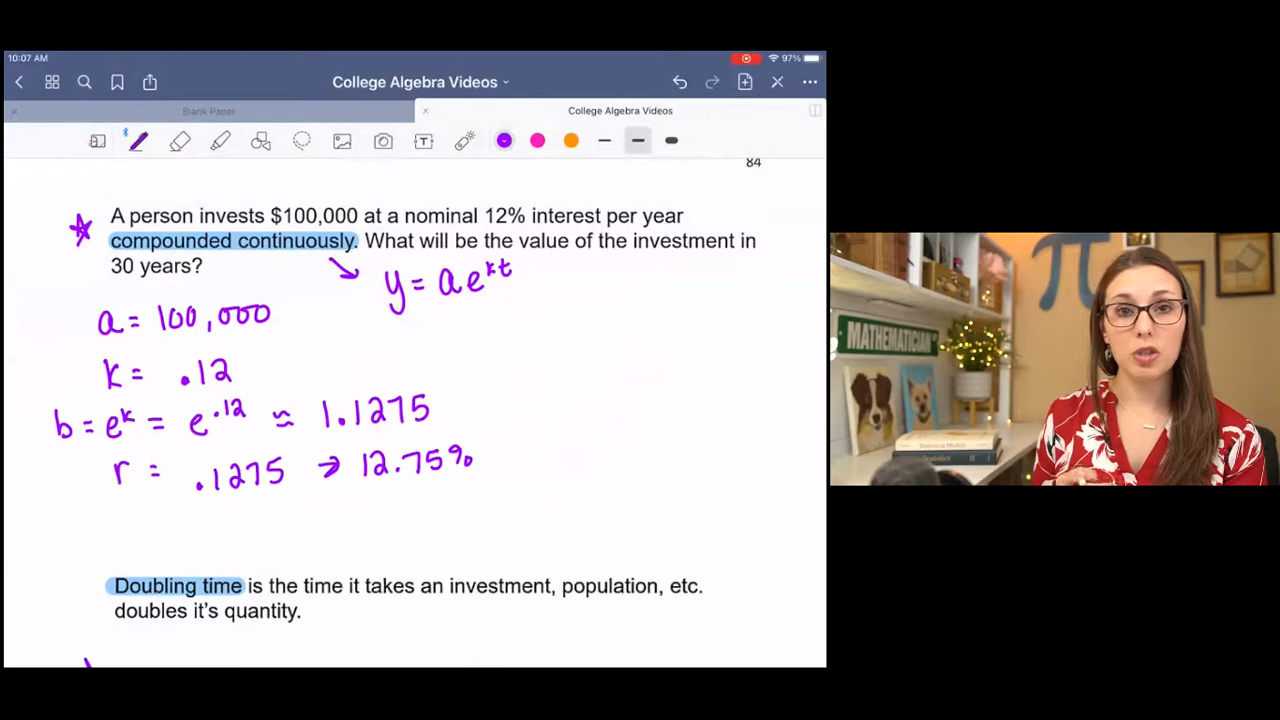 10:07 AM
97%
College Algebra Videos
Blank Paper
College Algebra Videos
84
A person invests $100,000 at a nominal 12% interest per year
compounded continuously. What will be the value of the investment in
30 years?
y = ae^kt
a = 100,000
k = .12
b = e^k = e^.12 ≈ 1.1275
r = .1275 → 12.75%
Doubling time is the time it takes an investment, population, etc.
doubles it's quantity.
MATHEMATICIAN
Statistical Models
Statistics